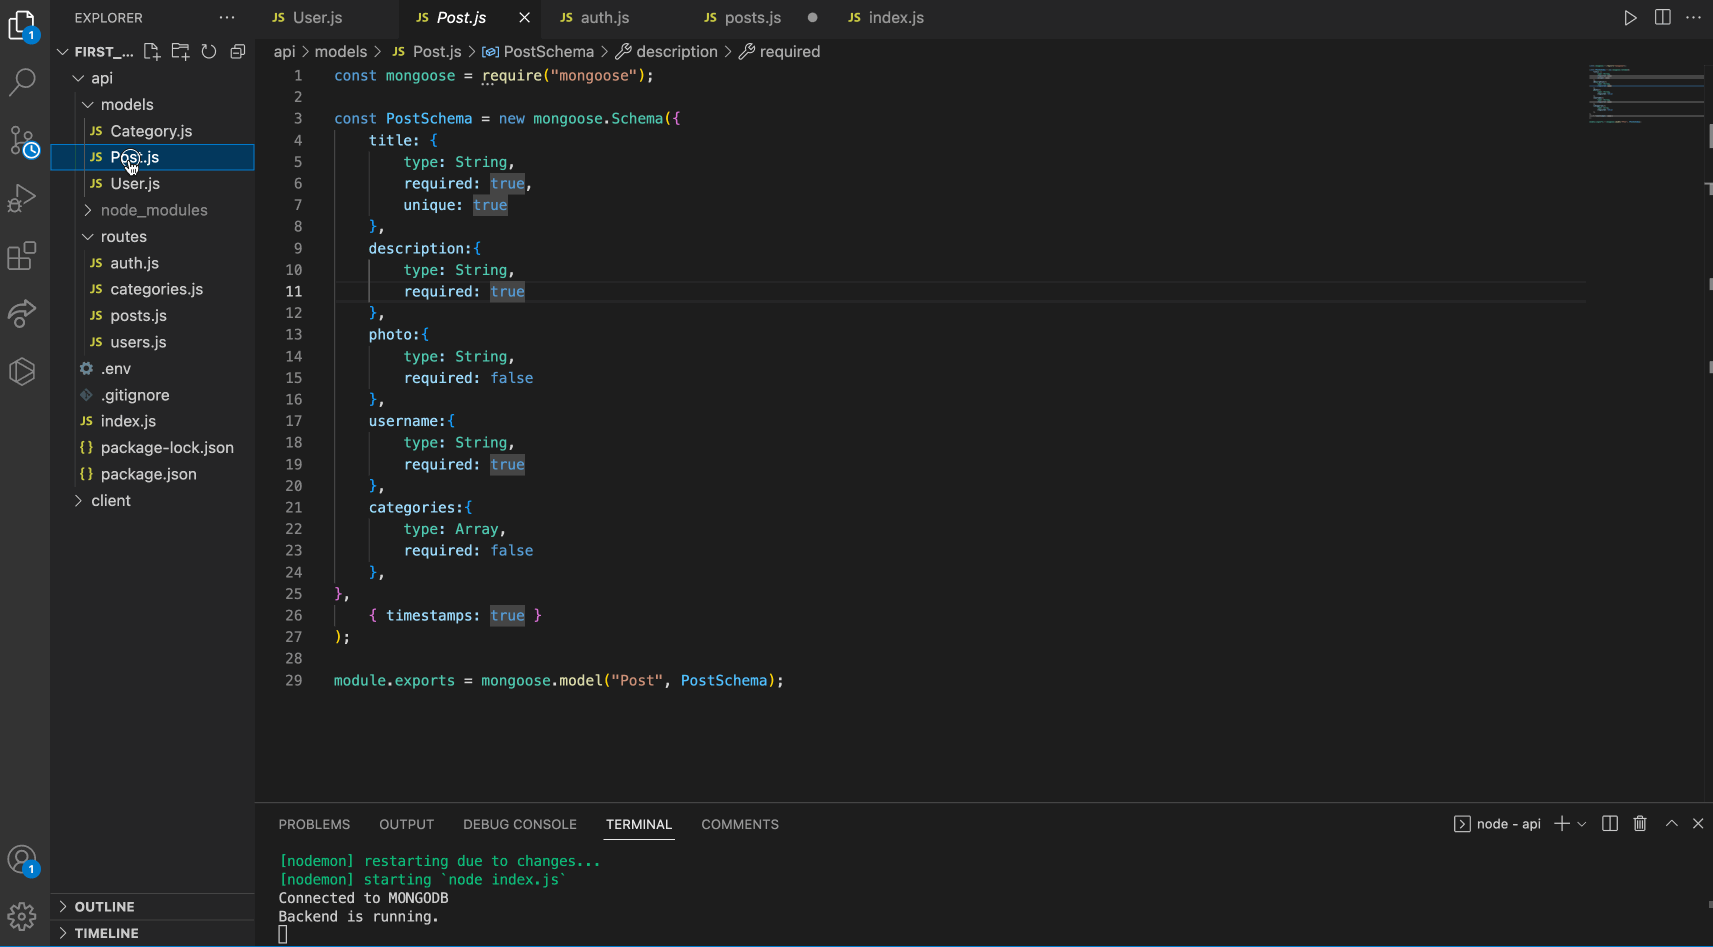 EXPLORER
JS User.js
JS Post.js
JS auth.js
JS posts.js
JS index.js
1
FIRST_...
api
models
JS Category.js
JS Post.js
JS User.js
node_modules
routes
JS auth.js
JS categories.js
JS posts.js
JS users.js
.env
.gitignore
JS index.js
{} package-lock.json
{} package.json
client
1
OUTLINE
TIMELINE
api > models > JS Post.js > PostSchema > description > required
1 const mongoose = require("mongoose");
2
3 const PostSchema = new mongoose.Schema({
4 title: {
5 type: String,
6 required: true,
7 unique: true
8 },
9 description:{
10 type: String,
11 required: true
12 },
13 photo:{
14 type: String,
15 required: false
16 },
17 username:{
18 type: String,
19 required: true
20 },
21 categories:{
22 type: Array,
23 required: false
24 },
25 },
26 { timestamps: true }
27 );
28
29 module.exports = mongoose.model("Post", PostSchema);
PROBLEMS OUTPUT DEBUG CONSOLE TERMINAL COMMENTS
node - api
[nodemon] restarting due to changes...
[nodemon] starting `node index.js`
Connected to MONGODB
Backend is running.